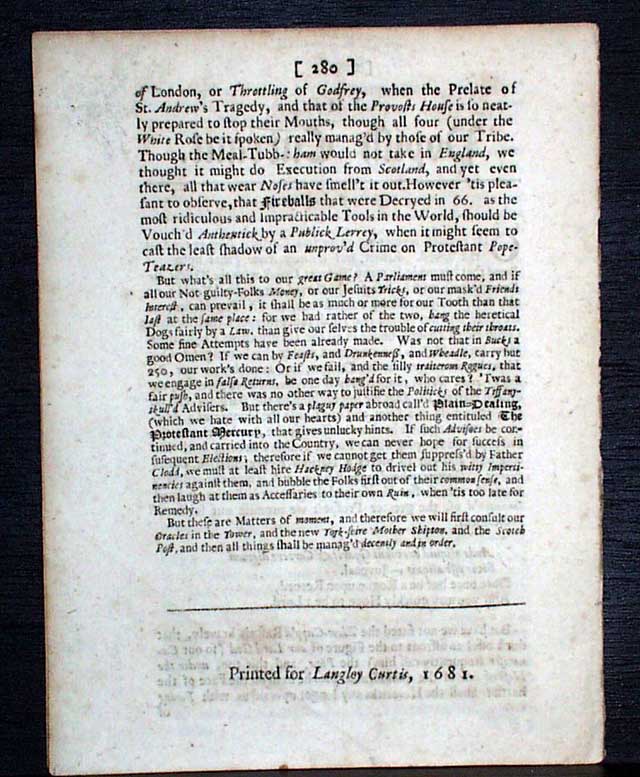 [ 280 ]
of London, or Throttling of Godfrey, when the Prelate of
St. Andrew's Tragedy, and that of the Provosts House is so neat-
ly prepared to stop their Mouths, though all four (under the
White Rose be it spoken) really manag'd by those of our Tribe.
Though the Meal-Tubb- ham would not take in England, we
thought it might do Execution from Scotland, and yet even
there, all that wear Noses have smell't it out. However 'tis plea-
sant to observe, that Fireballs that were Decryed in 66. as the
most ridiculous and Impracticable Tools in the World, should be
Vouch'd Anthentick by a Publick Lerrey, when it might seem to
cast the least shadow of an unprov'd Crime on Protestant Pope-
Teazers.
But what's all this to our great Game? A Parliament must come, and if
all our Not-guilty-Folks Money, or our Jesuits Tricks, or our mask'd Friends
Interest, can prevail, it shall be as much or more for our Tooth than that
last at the same place: for we had rather of the two, hang the heretical
Dogs fairly by a Law, than give our selves the trouble of cutting their throats.
Some fine Attempts have been already made. Was not that in Bucks a
good Omen? If we can by Feasts, and Drunkenness, and Wheadle, carry but
250, our work's done: Or if we fail, and the silly traiterous Rogues, that
we engage in false Returns, be one day hang'd for it, who cares? 'Twas a
fair push, and there was no other way to justifie the Politicks of the Tiffany-
skull'd Advisers. But there's a plaguy paper abroad call'd Plain-Dealing,
(which we hate with all our hearts) and another thing entituled The
Protestant Mercury, that gives unlucky hints. If such Advisoes be con-
tinued, and carried into the Country, we can never hope for success in
susequent Elections; therefore if we cannot get them suppress'd by Father
Clodd, we must at least hire Hackney Hodge to drivel out his witty Imperti-
nencies against them, and bubble the Folks first out of their common sense, and
then laugh at them as Accessaries to their own Ruin, when 'tis too late for
Remedy.
But these are Matters of moment, and therefore we will first consult our
Oracles in the Tower, and the new York-shire Mother Shipton, and the Scotch
Post, and then all things shall be manag'd decently and in order.
Printed for Langley Curtis, 1681.